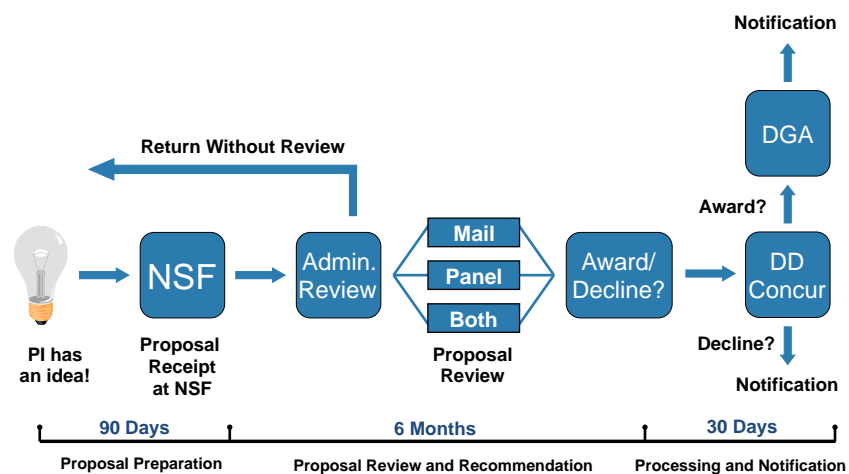 Notification
DGA
Return Without Review
Award?
NSF
Admin.
Review
Mail
Panel
Both
Award/
Decline?
DD
Concur
PI has
an idea!
Proposal
Receipt
at NSF
Proposal
Review
Decline?
Notification
90 Days
6 Months
30 Days
Proposal Preparation
Proposal Review and Recommendation
Processing and Notification